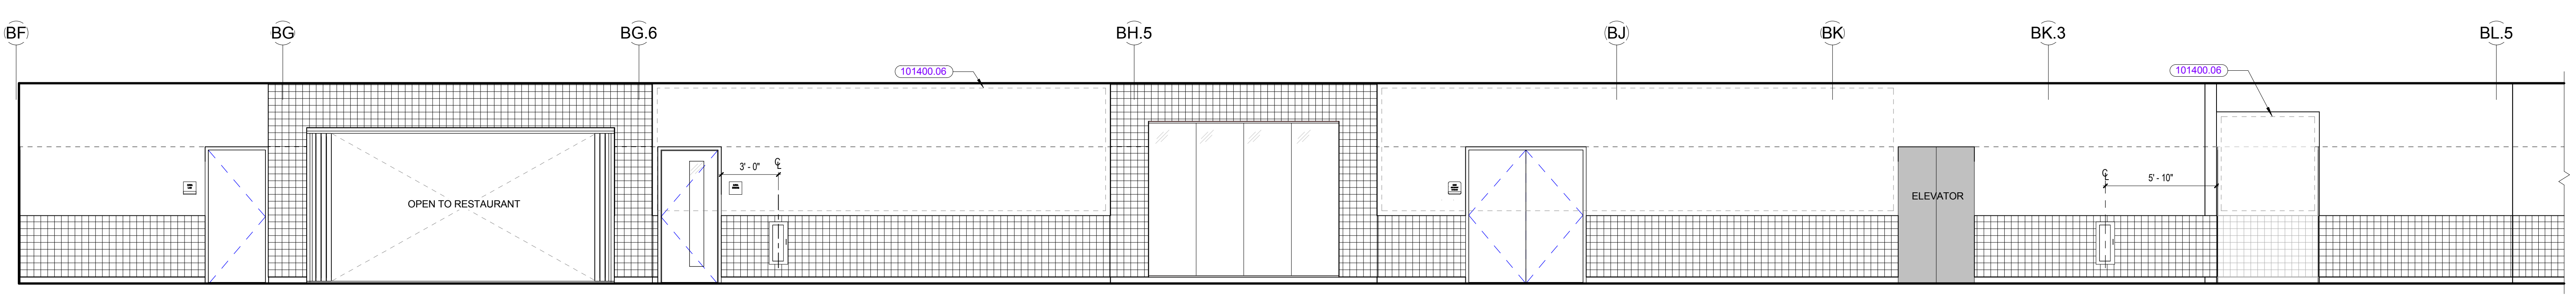 BF
BG
BG.6
BH.5
BJ
BK
BK.3
BL.5
101400.06
101400.06
3' - 0"
5' - 10"
OPEN TO RESTAURANT
ELEVATOR